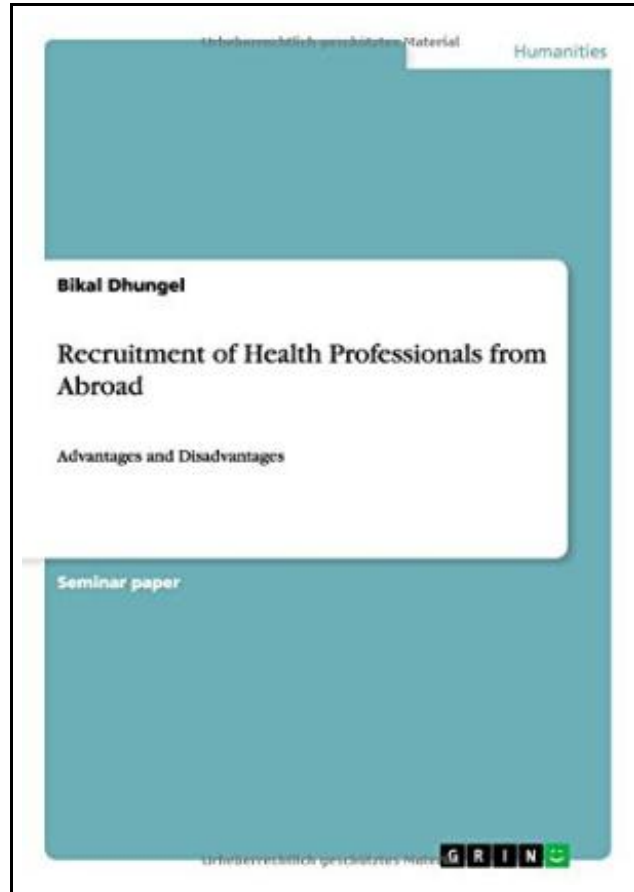 Urheberrechtlich geschütztes Material
Humanities
Bikal Dhungel
Recruitment of Health Professionals from
Abroad
Advantages and Disadvantages
Seminar paper
Urheberrechtlich geschütztes Mate
GRIN